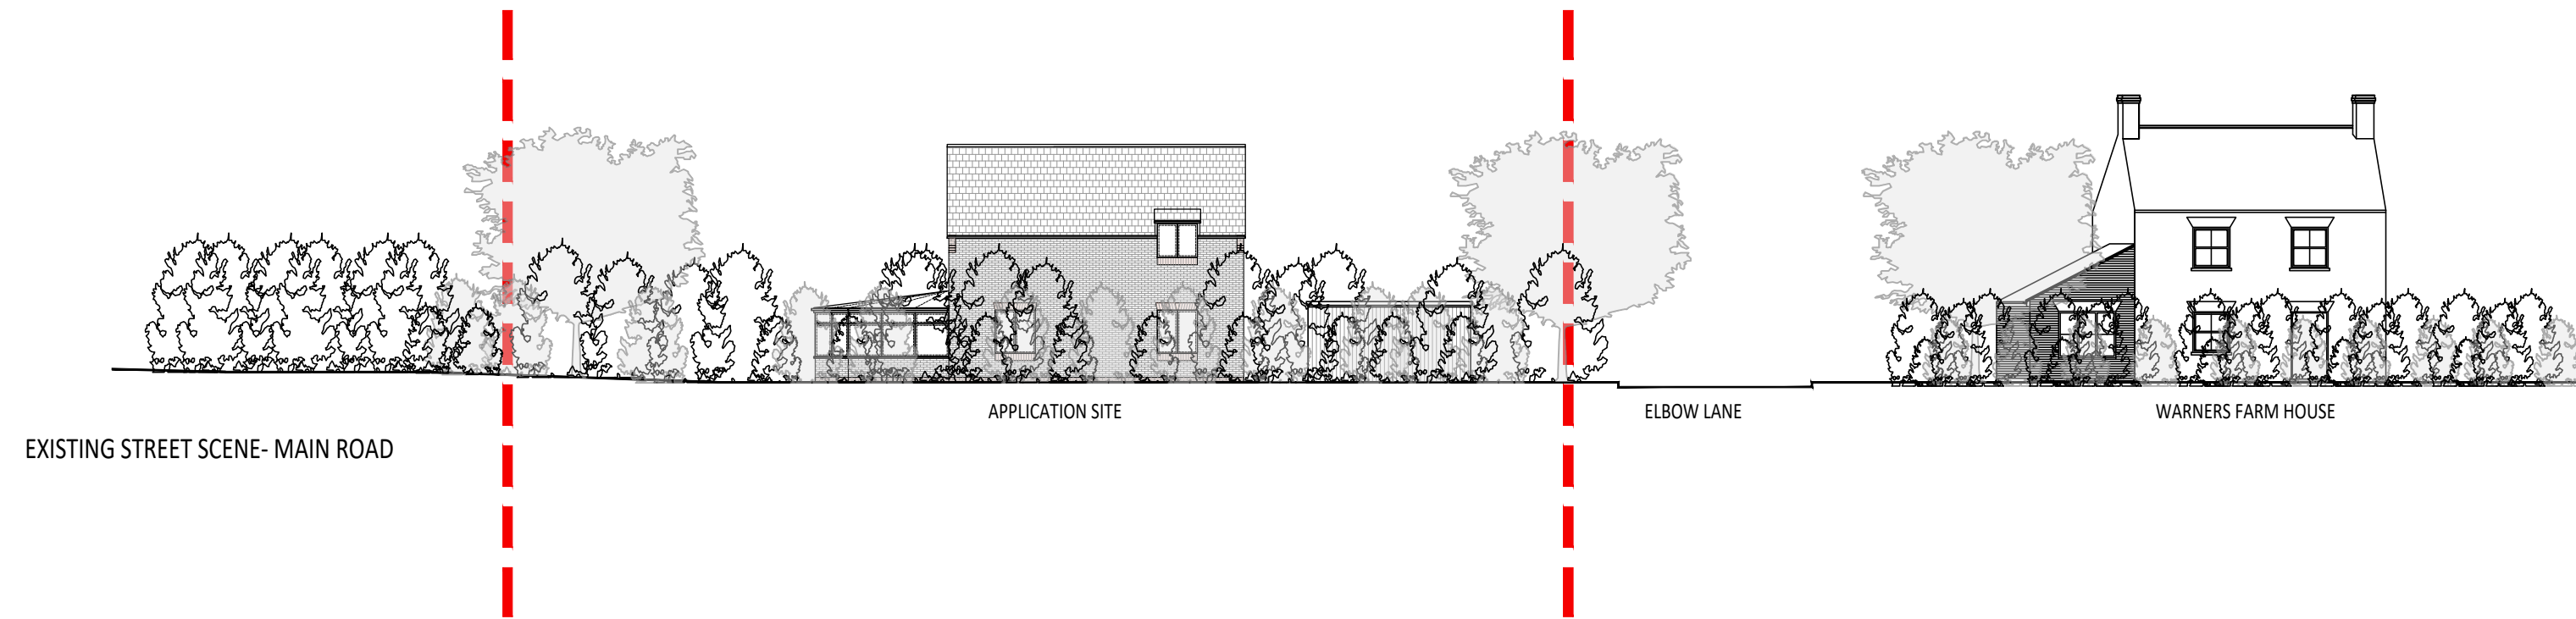 APPLICATION SITE
ELBOW LANE
WARNERS FARM HOUSE
EXISTING STREET SCENE- MAIN ROAD